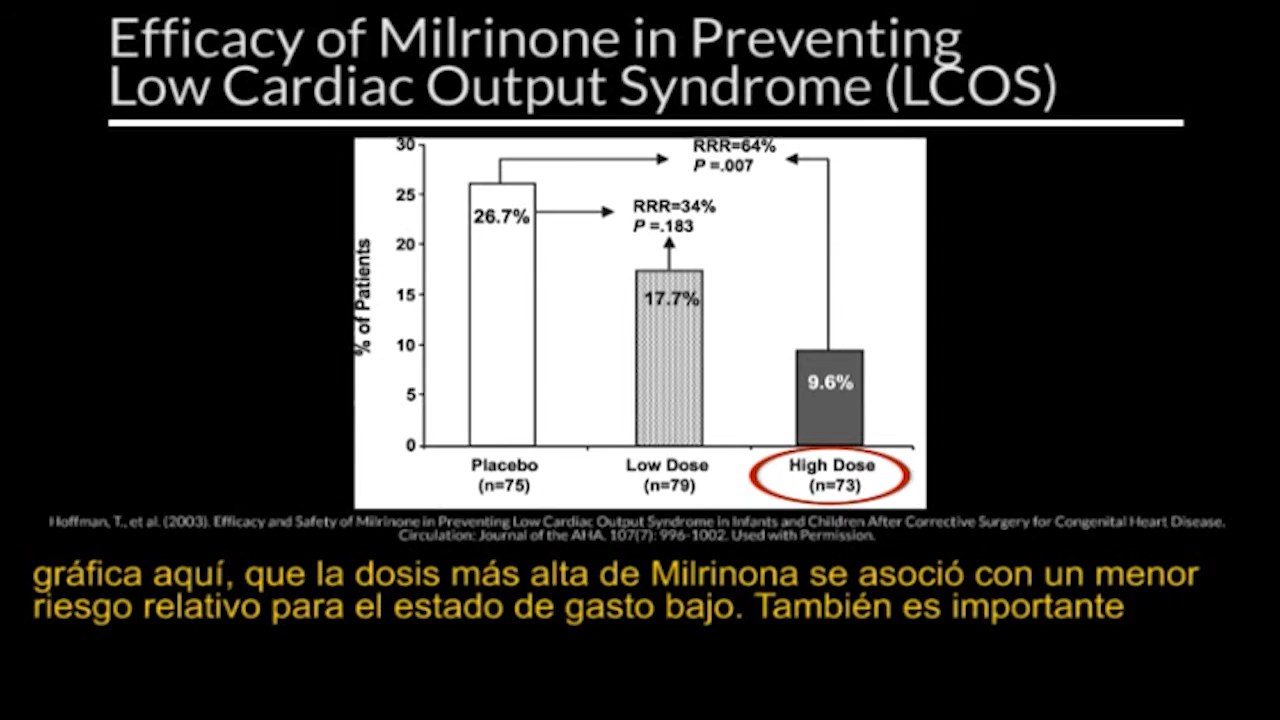 Efficacy of Milrinone in Preventing
Low Cardiac Output Syndrome (LCOS)
30
RRR=64%
P =.007
25
26.7%
RRR=34%
P =.183
20
% of Patients
17.7%
15
10
9.6%
5
0
Placebo Low Dose High Dose
(n=75) (n=79) (n=73)
Hoffman, T., et al. (2003). Efficacy and Safety of Milrinone in Preventing Low Cardiac Output Syndrome in Infants and Children After Corrective Surgery for Congenital Heart Disease.
Circulation: Journal of the AHA, 107(7): 996-1002. Used with Permission.
gráfica aquí, que la dosis más alta de Milrinona se asoció con un menor
riesgo relativo para el estado de gasto bajo. También es importante